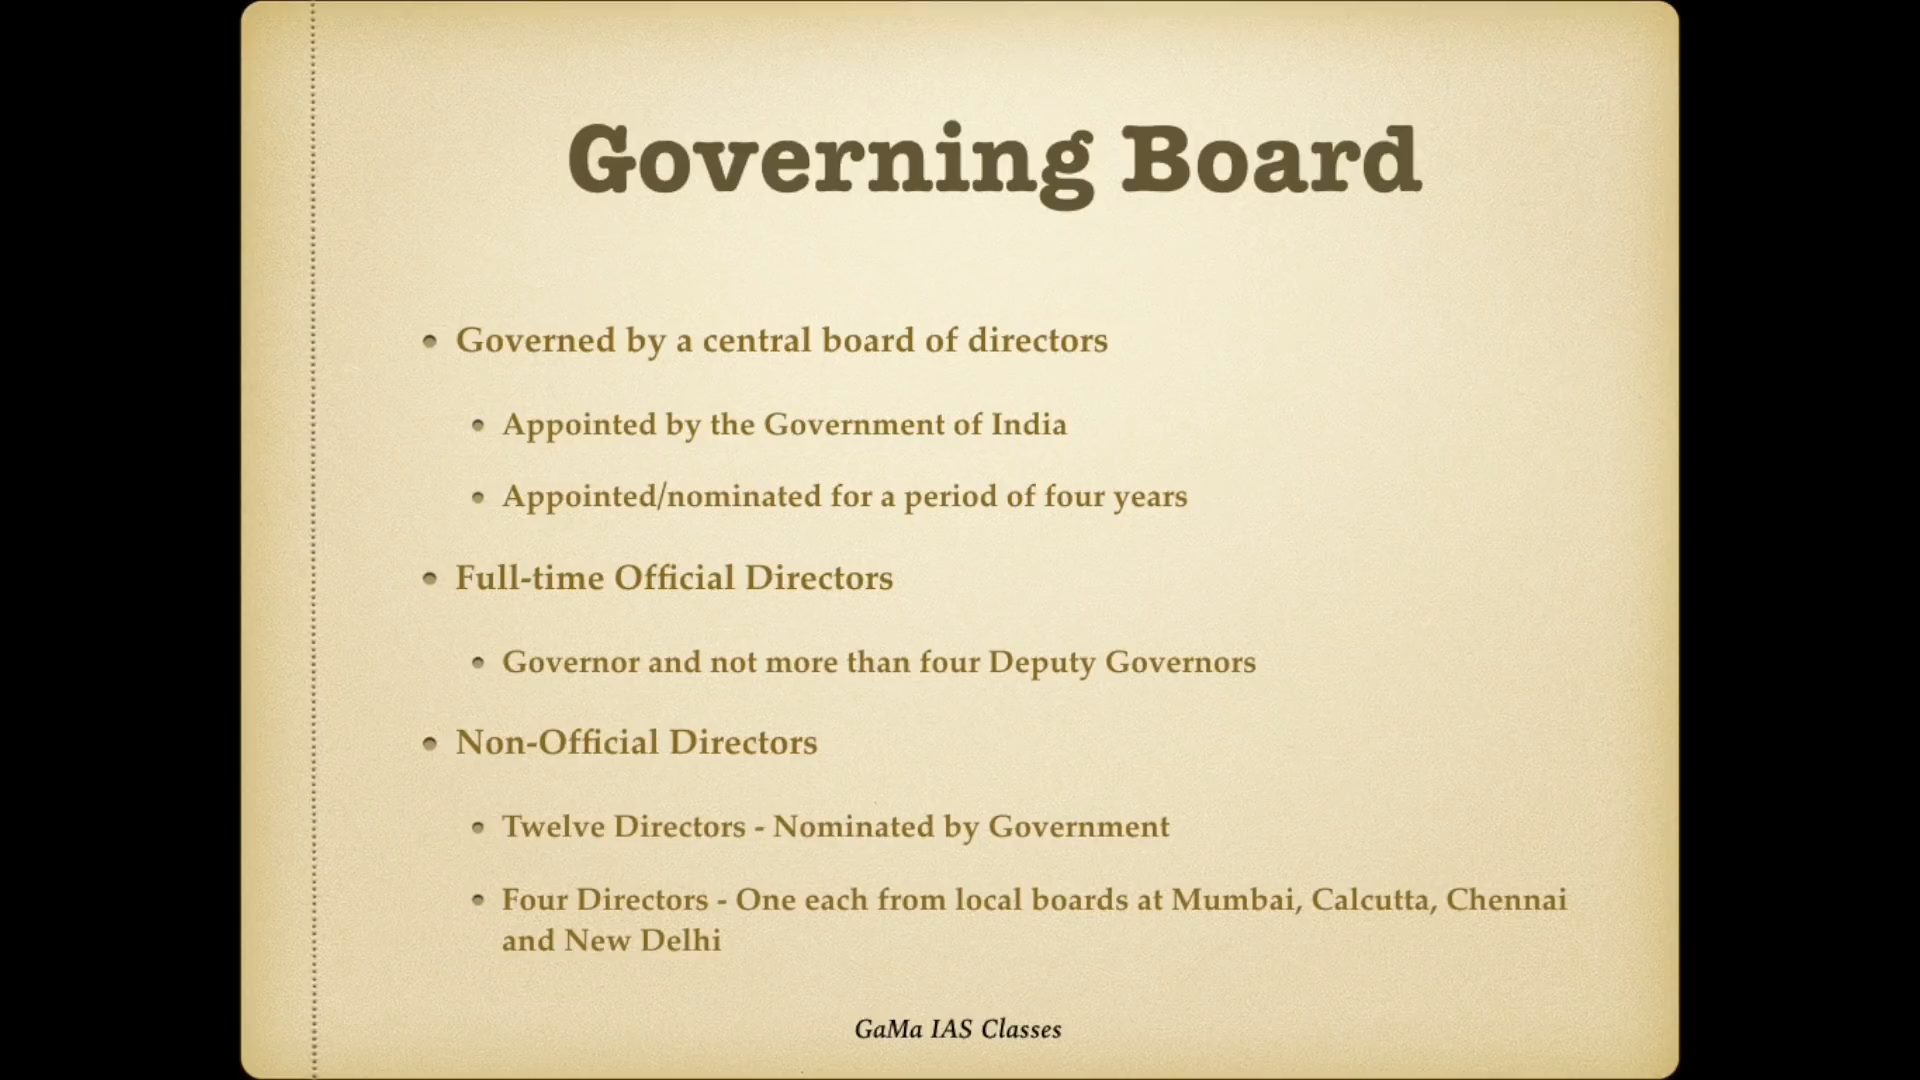 Governing Board
Governed by a central board of directors
Appointed by the Government of India
Appointed/nominated for a period of four years
Full-time Official Directors
Governor and not more than four Deputy Governors
Non-Official Directors
Twelve Directors - Nominated by Government
Four Directors - One each from local boards at Mumbai, Calcutta, Chennai
and New Delhi
GaMa IAS Classes